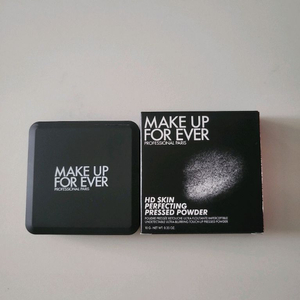 MAKE UP
FOR EVER
PROFESSIONAL PARIS
MAKE UP
FOR EVER
PROFESSIONAL PARIS
HD SKIN
PERFECTING
PRESSED POWDER